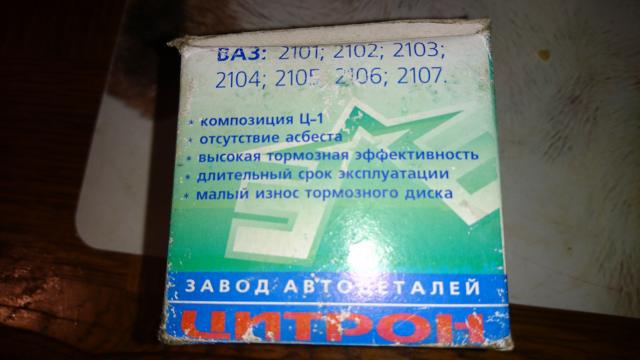 ВАЗ: 2101; 2102; 2103;
2104; 2105 2106; 2107.
* композиция Ц-1
* отсутствие асбеста
* высокая тормозная эффективность
* длительный срок эксплуатации
* малый износ тормозного диска
ЗАВОД АВТОДЕТАЛЕЙ
ЦИТРОН